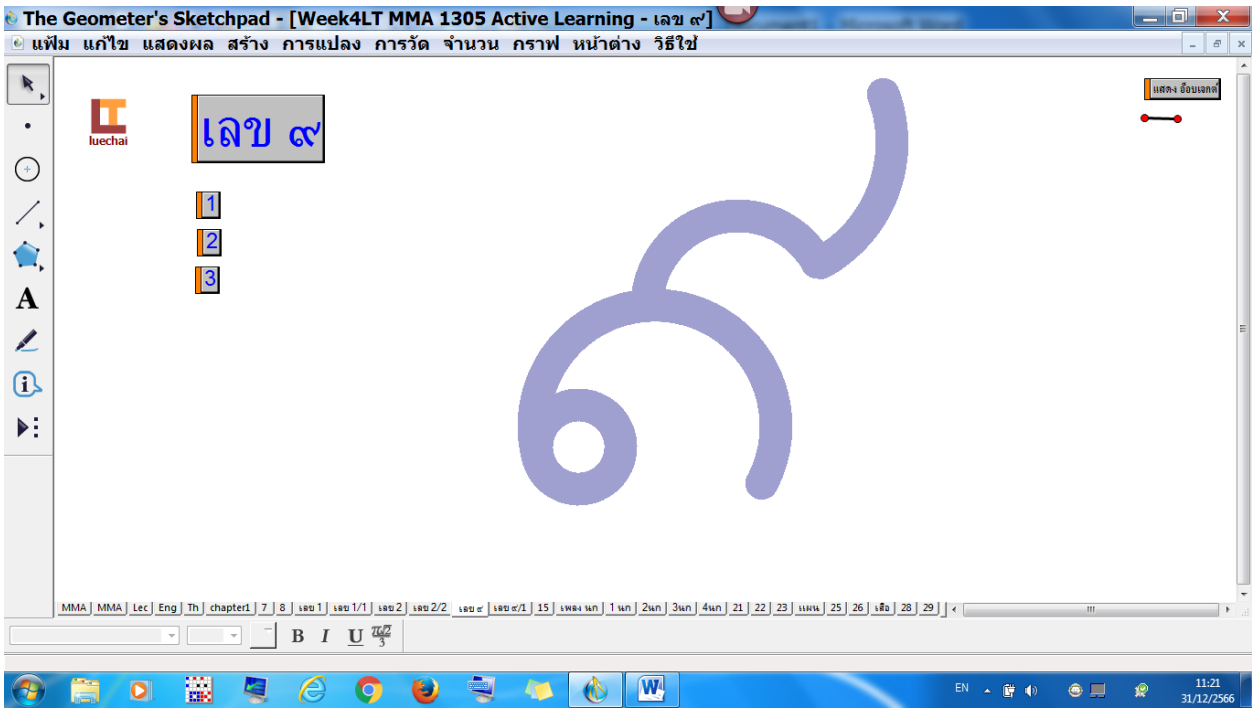 The Geometer's Sketchpad - [Week4LT MMA 1305 Active Learning - เลข ๙]
แฟ้ม แก้ไข แสดงผล สร้าง การแปลง การวัด จำนวน กราฟ หน้าต่าง วิธีใช้
แสดง อ็อบเจกต์
LT
luechai
เลข ๙
1
2
3
๙
A
MMA MMA Lec Eng Th chapter1 7 8 เลข 1 เลข 1/1 เลข 2 เลข 2/2 เลข ๙ เลข ๙/1 15 เพลง นก 1 นก 2นก 3นก 4นก 21 22 23 แผน 25 26 เสือ 28 29
B I U π√2/3
EN 11:21
31/12/2566